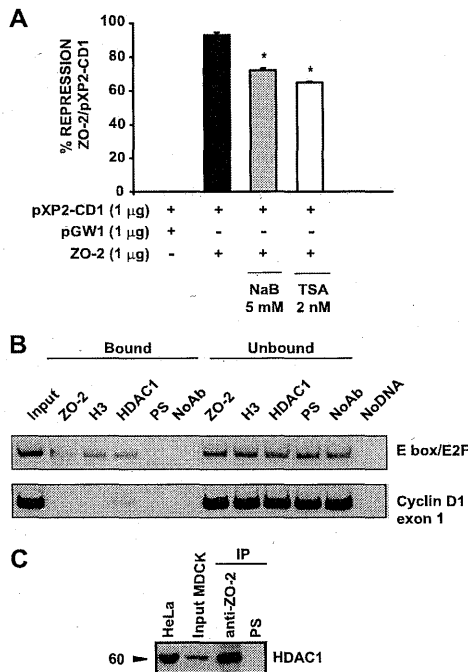 A
% REPRESSION
ZO-2/pXP2-CD1
100
80
60
40
20
0
* *
pXP2-CD1 (1 µg) + + + +
pGW1 (1 µg) + - - -
ZO-2 (1 µg) - + + +
NaB TSA
5 mM 2 nM
B
Bound Unbound
Input ZO-2 H3 HDAC1 PS NoAb ZO-2 H3 HDAC1 PS NoAb NoDNA
E box/E2F
Cyclin D1
exon 1
C
IP
HeLa Input MDCK anti-ZO-2 PS
60 HDAC1